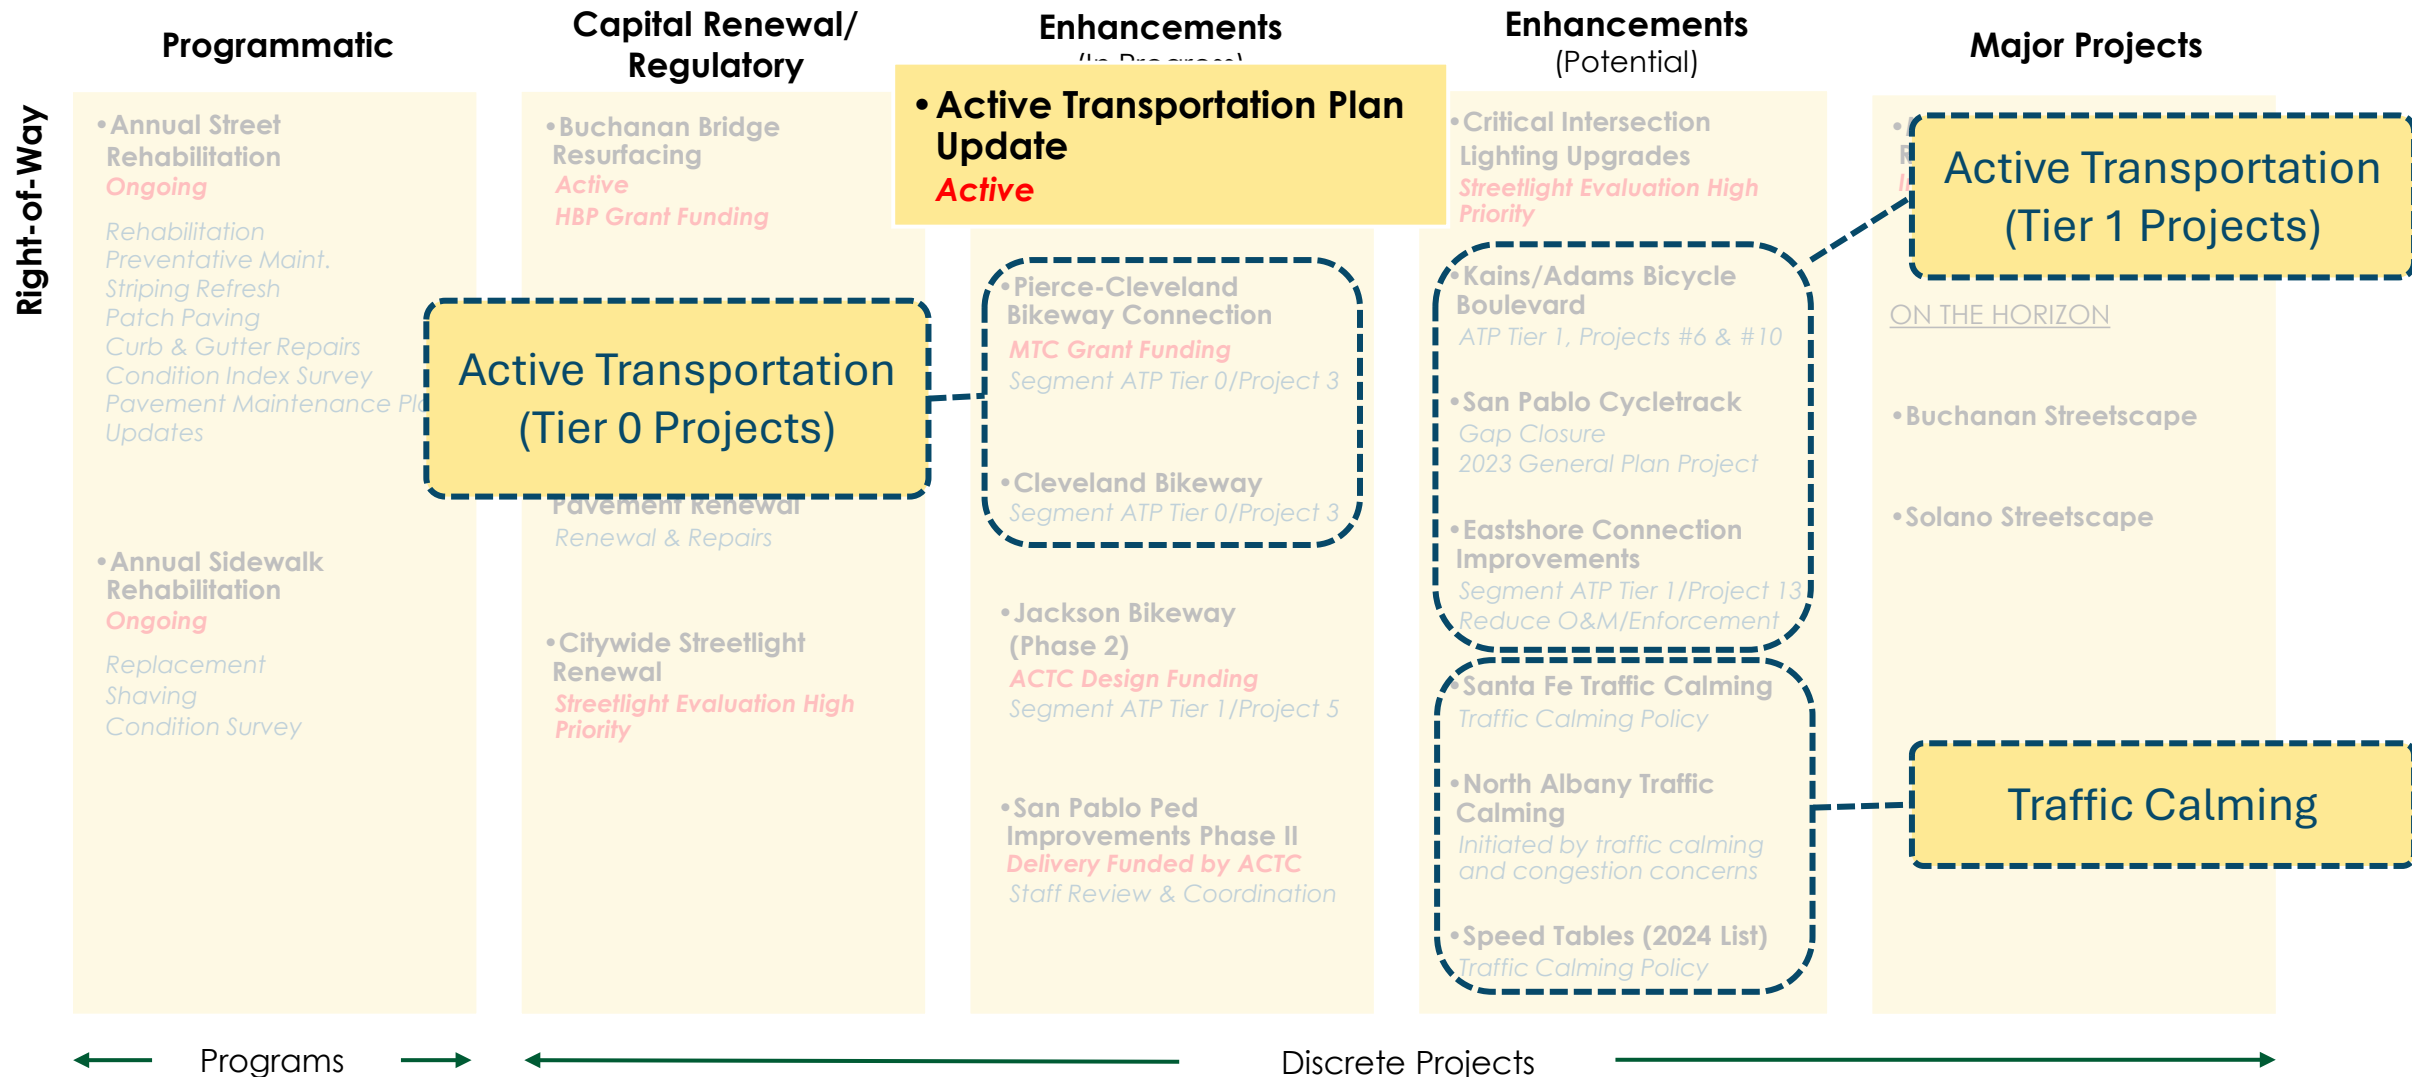 Programmatic
Capital Renewal/
Regulatory
Enhancements
(In Progress)
Enhancements
(Potential)
Major Projects
Right-of-Way
•Annual Street
Rehabilitation
Ongoing
Rehabilitation
Preventative Maint.
Striping Refresh
Patch Paving
Curb & Gutter Repairs
Condition Index Survey
Pavement Maintenance
Updates
•Annual Sidewalk
Rehabilitation
Ongoing
Replacement
Shaving
Condition Survey
•Buchanan Bridge
Resurfacing
Active
HBP Grant Funding
Active Transportation
(Tier 0 Projects)
Pavement Renewal
Renewal & Repairs
•Citywide Streetlight
Renewal
Streetlight Evaluation High
Priority
•Active Transportation Plan
Update
Active
•Pierce-Cleveland
Bikeway Connection
MTC Grant Funding
Segment ATP Tier 0/Project 3
•Cleveland Bikeway
Segment ATP Tier 0/Project 3
•Jackson Bikeway
(Phase 2)
ACTC Design Funding
Segment ATP Tier 1/Project 5
•San Pablo Ped
Improvements Phase II
Delivery Funded by ACTC
Staff Review & Coordination
•Critical Intersection
Lighting Upgrades
Streetlight Evaluation High
Priority
•Kains/Adams Bicycle
Boulevard
ATP Tier 1, Projects #6 & #10
•San Pablo Cycletrack
Gap Closure
2023 General Plan Project
•Eastshore Connection
Improvements
Segment ATP Tier 1/Project 13
Reduce O&M/Enforcement
•Santa Fe Traffic Calming
Traffic Calming Policy
•North Albany Traffic
Calming
Initiated by traffic calming
and congestion concerns
•Speed Tables (2024 List)
Traffic Calming Policy
Active Transportation
(Tier 1 Projects)
ON THE HORIZON
•Buchanan Streetscape
•Solano Streetscape
Traffic Calming
Programs
Discrete Projects